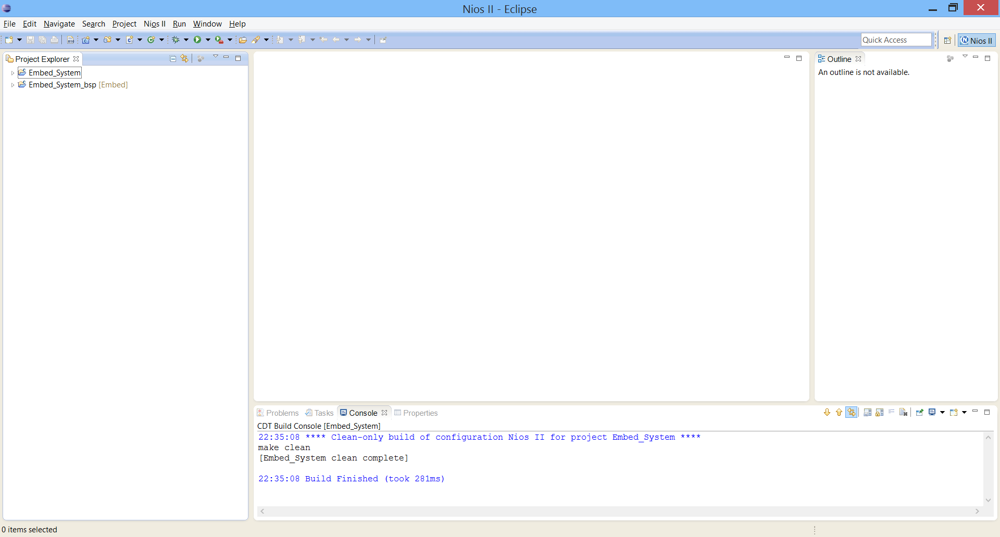 Nios II - Eclipse
File Edit Navigate Search Project Nios II Run Window Help
Quick Access
Nios II
Project Explorer
Embed_System
Embed_System_bsp [Embed]
Outline
An outline is not available.
Problems Tasks Console Properties
CDT Build Console [Embed_System]
22:35:08 **** Clean-only build of configuration Nios II for project Embed_System ****
make clean
[Embed_System clean complete]
22:35:08 Build Finished (took 281ms)
0 items selected